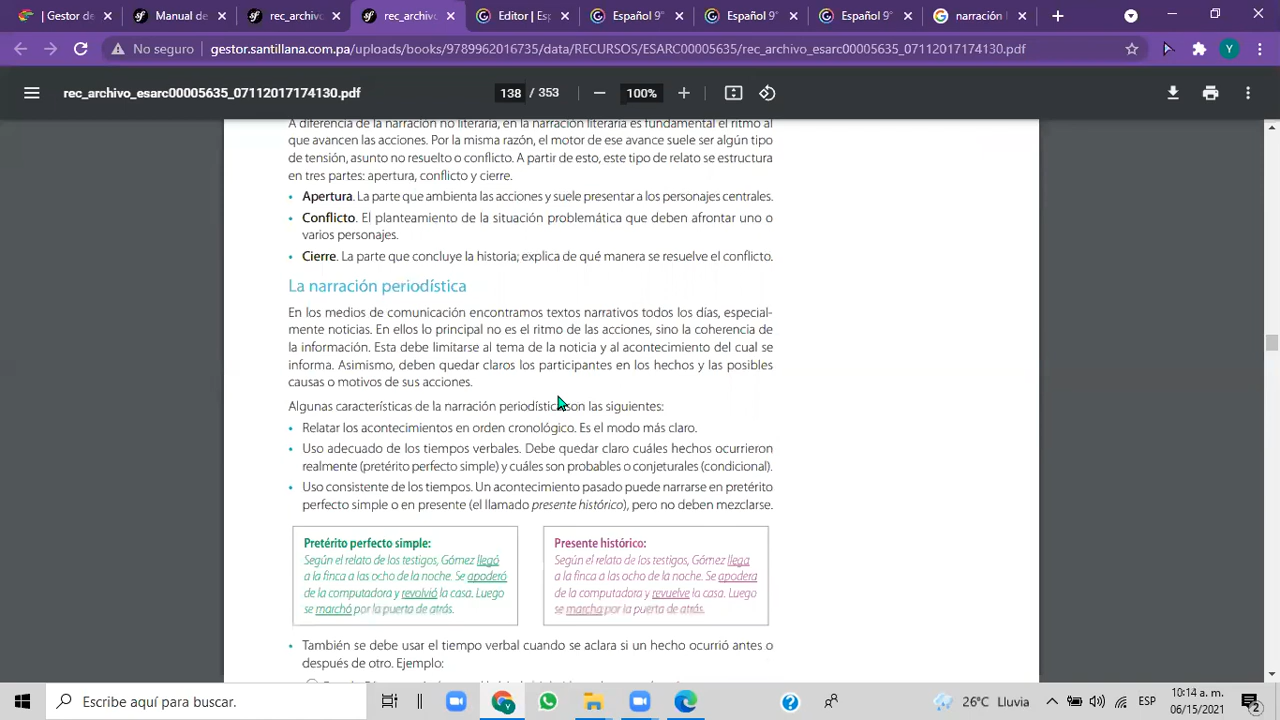 Gestor de
Manual de
rec_archiv
rec_archiv
Gestor | Es
Español 9°
Español 9°
Español 9°
narración
No seguro
gestor.santillana.com.pa/uploads/books/9789962016735/data/RECURSOS/ESARC00005635/rec_archivo_esarc00005635_07112017174130.pdf
Y
rec_archivo_esarc00005635_07112017174130.pdf
138 / 353
100%
A diferencia de la narración no literaria, en la narración literaria es fundamental el ritmo al
que avancen las acciones. Por la misma razón, el motor de ese avance suele ser algún tipo
de tensión, asunto no resuelto o conflicto. A partir de esto, este tipo de relato se estructura
en tres partes: apertura, conflicto y cierre.
• Apertura. La parte que ambienta las acciones y suele presentar a los personajes centrales.
• Conflicto. El planteamiento de la situación problemática que deben afrontar uno o
varios personajes.
• Cierre. La parte que concluye la historia; explica de qué manera se resuelve el conflicto.
La narración periodística
En los medios de comunicación encontramos textos narrativos todos los días, especial-
mente noticias. En ellos lo principal no es el ritmo de las acciones, sino la coherencia de
la información. Esta debe limitarse al tema de la noticia y al acontecimiento del cual se
informa. Asimismo, deben quedar claros los participantes en los hechos y las posibles
causas o motivos de sus acciones.
Algunas características de la narración periodística son las siguientes:
• Relatar los acontecimientos en orden cronológico. Es el modo más claro.
• Uso adecuado de los tiempos verbales. Debe quedar claro cuáles hechos ocurrieron
realmente (pretérito perfecto simple) y cuáles son probables o conjeturales (condicional).
• Uso consistente de los tiempos. Un acontecimiento pasado puede narrarse en pretérito
perfecto simple o en presente (el llamado presente histórico), pero no deben mezclarse.
Pretérito perfecto simple:
Según el relato de los testigos, Gómez llegó
a la finca a las ocho de la noche. Se apoderó
de la computadora y revolvió la casa. Luego
se marchó por la puerta de atrás.
Presente histórico:
Según el relato de los testigos, Gómez llega
a la finca a las ocho de la noche. Se apodera
de la computadora y revuelve la casa. Luego
se marcha por la puerta de atrás.
• También se debe usar el tiempo verbal cuando se aclara si un hecho ocurrió antes o
después de otro. Ejemplo:
Escribe aquí para buscar.
26°C Lluvia
ESP
10:14 a. m.
06/15/2021
2